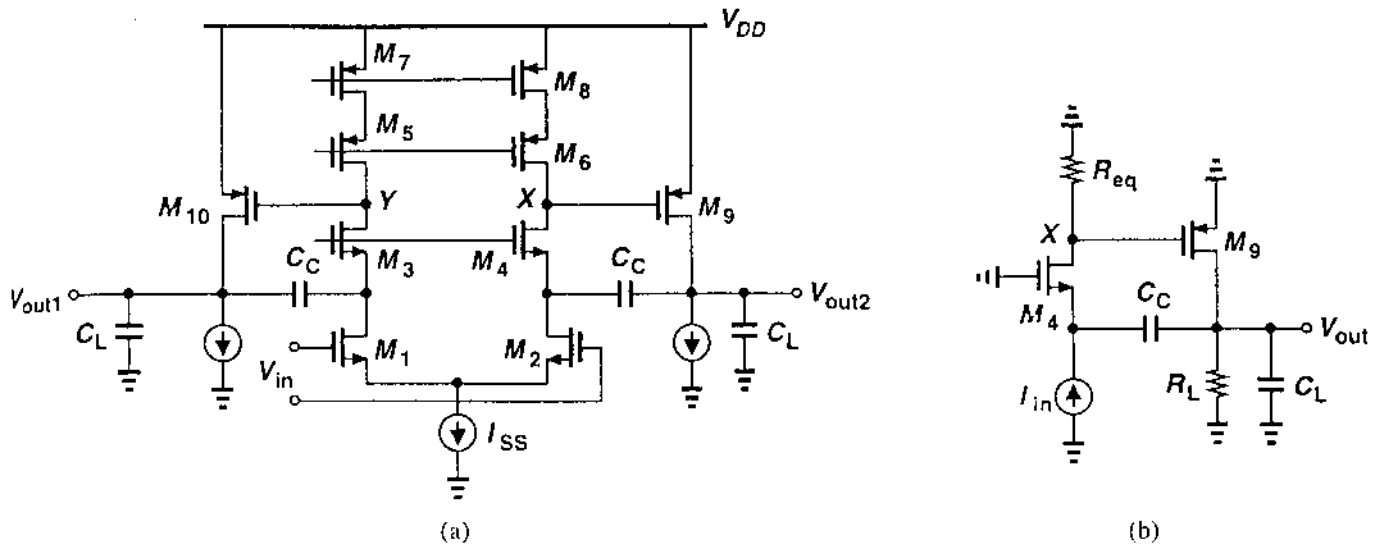 V_DD
M_7
M_8
M_5
M_6
M_10
Y
X
M_9
C_C
M_3
M_4
C_C
V_out1
V_out2
C_L
M_1
M_2
C_L
V_in
I_SS
(a)
R_eq
X
M_9
C_C
M_4
V_out
I_in
R_L
C_L
(b)